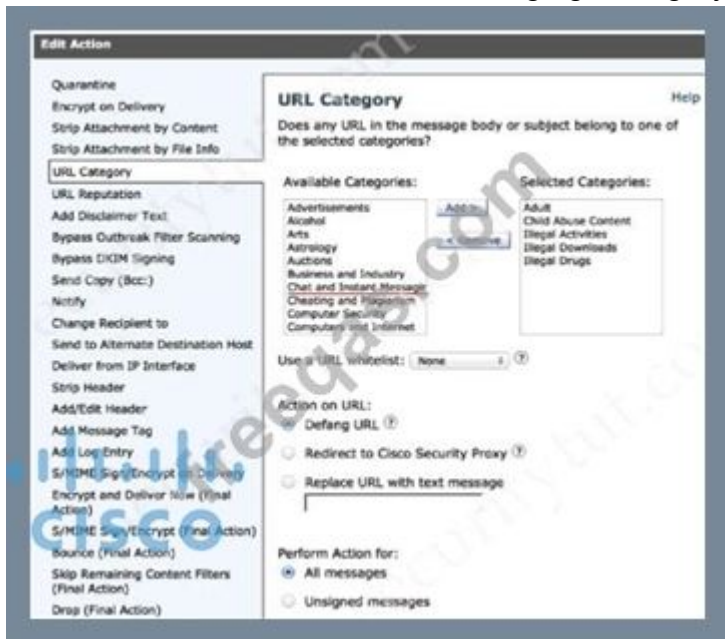 Edit Action
Quarantine
Encrypt on Delivery
Strip Attachment by Content
Strip Attachment by File Info
URL Category
URL Reputation
Add Disclaimer Text
Bypass Outbreak Filter Scanning
Bypass DKIM Signing
Send Copy (Bcc:)
Notify
Change Recipient to
Send to Alternate Destination Host
Deliver from IP Interface
Strip Header
Add/Edit Header
Add Message Tag
Add Log Entry
S/MIME Sign/Encrypt on Delivery
Encrypt and Deliver Now (Final
Action)
S/MIME Sign/Encrypt (Final Action)
Bounce (Final Action)
Skip Remaining Content Filters
(Final Action)
Drop (Final Action)
URL Category
Help
Does any URL in the message body or subject belong to one of
the selected categories?
Available Categories:
Advertisements
Alcohol
Arts
Astrology
Auctions
Business and Industry
Chat and Instant Message
Cheating and Plagiarism
Computer Security
Computers and Internet
Add >
< Remove
Selected Categories:
Adult
Child Abuse Content
Illegal Activities
Illegal Downloads
Illegal Drugs
Use a URL whitelist: None
Action on URL:
Defang URL
Redirect to Cisco Security Proxy
Replace URL with text message
Perform Action for:
All messages
Unsigned messages
freeqas.com
CISCO